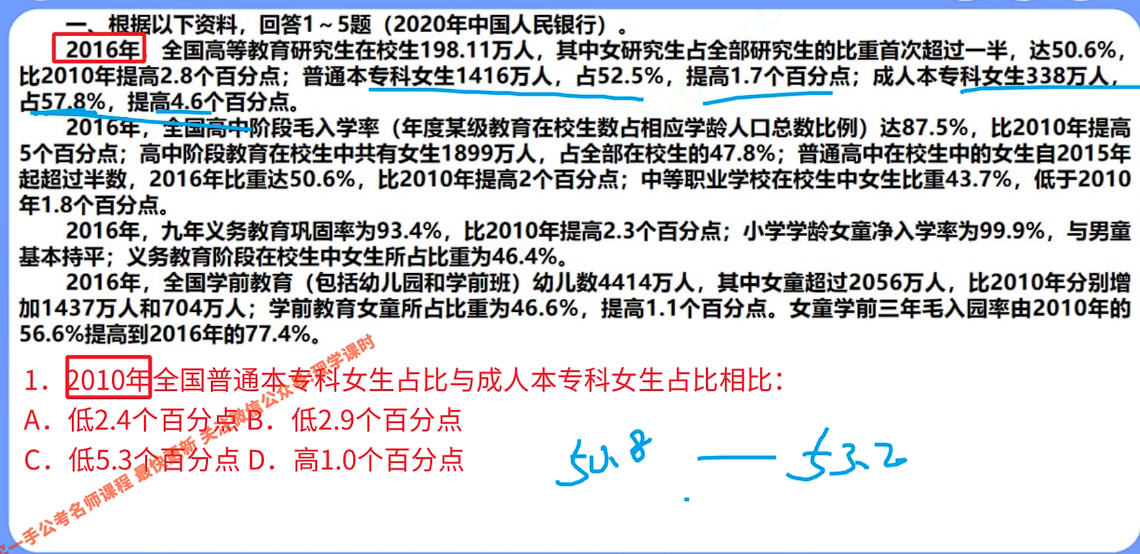 一、根据以下资料，回答1～5题（2020年中国人民银行）。
2016年，全国高等教育研究生在校生198.11万人，其中女研究生占全部研究生的比重首次超过一半，达50.6%，
比2010年提高2.8个百分点；普通本专科女生1416万人，占52.5%，提高1.7个百分点；成人本专科女生338万人，
占57.8%，提高4.6个百分点。
2016年，全国高中阶段毛入学率（年度某级教育在校生数占相应学龄人口总数比例）达87.5%，比2010年提高
5个百分点；高中阶段教育在校生中共有女生1899万人，占全部在校生的47.8%；普通高中在校生中的女生自2015年
起超过半数，2016年比重达50.6%，比2010年提高2个百分点；中等职业学校在校生中女生比重43.7%，低于2010
年1.8个百分点。
2016年，九年义务教育巩固率为93.4%，比2010年提高2.3个百分点；小学学龄女童净入学率为99.9%，与男童
基本持平；义务教育阶段在校生中女生所占比重为46.4%。
2016年，全国学前教育（包括幼儿园和学前班）幼儿数4414万人，其中女童超过2056万人，比2010年分别增
加1437万人和704万人；学前教育女童所占比重为46.6%，提高1.1个百分点。女童学前三年毛入园率由2010年的
56.6%提高到2016年的77.4%。
1．2010年全国普通本专科女生占比与成人本专科女生占比相比：
A．低2.4个百分点 B．低2.9个百分点
C．低5.3个百分点 D．高1.0个百分点
50.8 — 53.2
一手公考名师课程 最快更新 关注微信公众号 理学课时